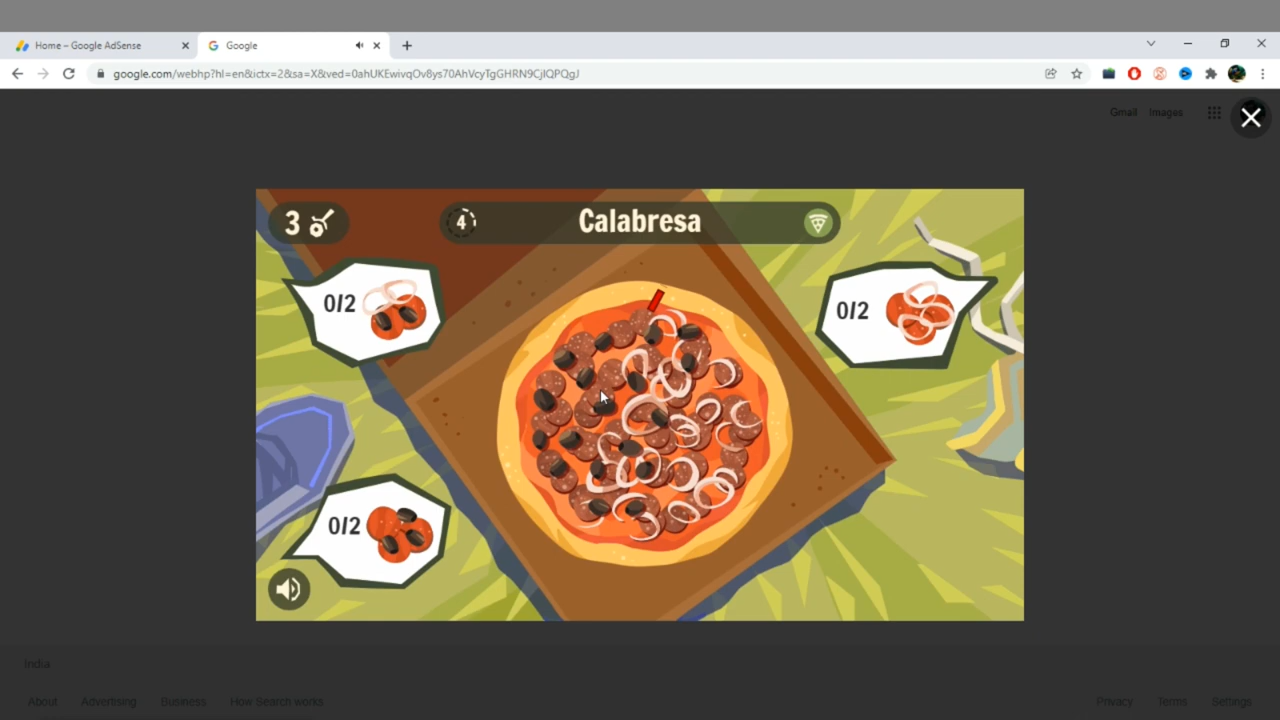 Home – Google AdSense
Google
google.com/webhp?hl=en&ictx=2&sa=X&ved=0ahUKEwivqOv8ys70AhVcyTgGHRN9CjIQPQgJ
Gmail Images
3 4 Calabresa
0/2
0/2
0/2
India
About Advertising Business How Search works
Privacy Terms Settings